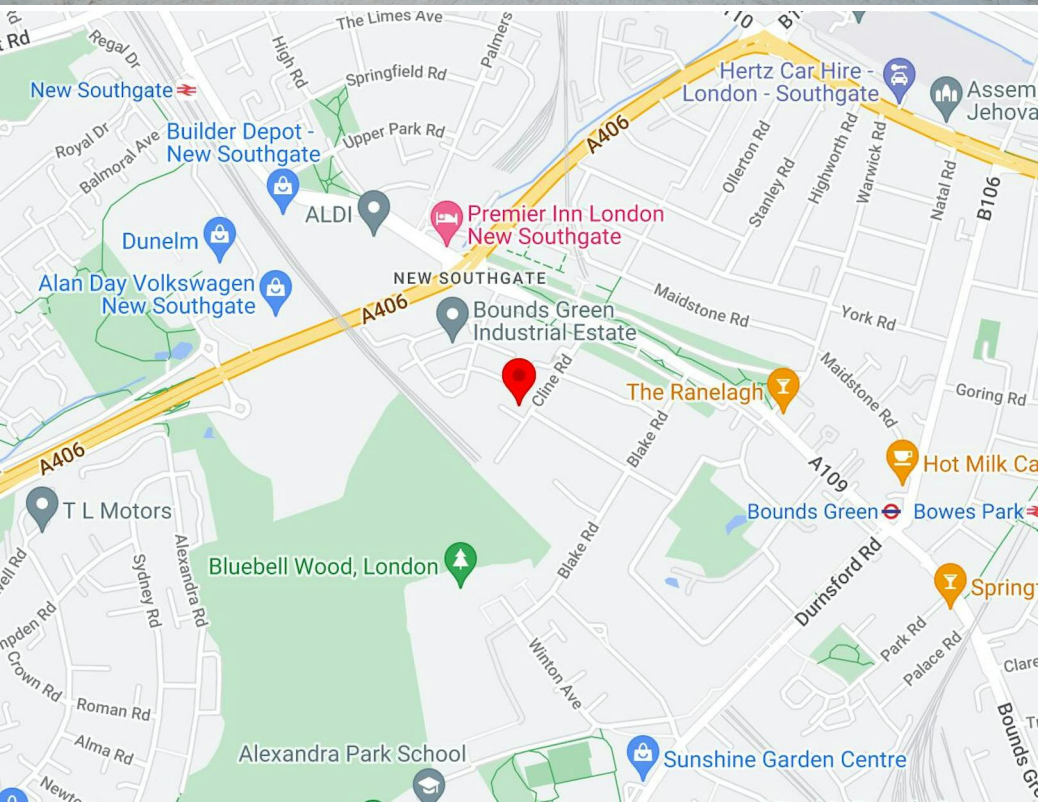 The Limes Ave
Regal Dr
High Rd
Palmers
Springfield Rd
Hertz Car Hire -
London - Southgate
New Southgate
Assem
Jehova
A406
Royal Dr
Balmoral Ave
Builder Depot -
New Southgate
Upper Park Rd
Ollerton Rd
Stanley Rd
Highworth Rd
Warwick Rd
Natal Rd
B106
ALDI
Premier Inn London
New Southgate
Dunelm
NEW SOUTHGATE
Alan Day Volkswagen
New Southgate
A406
Bounds Green
Industrial Estate
Maidstone Rd
York Rd
Cline Rd
The Ranelagh
Maidstone Rd
Goring Rd
Blake Rd
A406
A109
Hot Milk Ca
T L Motors
Bounds Green
Bowes Park
Sydney Rd
Alexandra Rd
Bluebell Wood, London
Blake Rd
Durnsford Rd
Spring
Park Rd
Palace Rd
Crown Rd
Winton Ave
Clare
Roman Rd
Alma Rd
Alexandra Park School
Sunshine Garden Centre
Bounds Gre
Newto